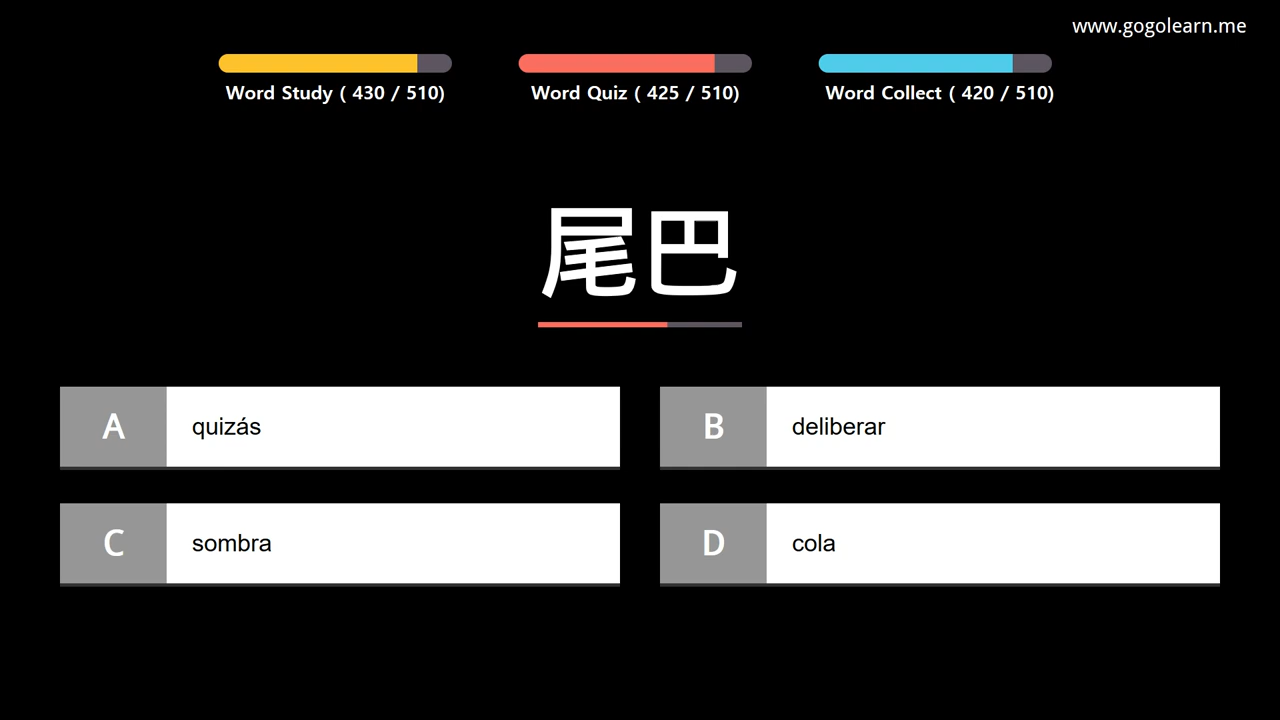 www.gogolearn.me
Word Study ( 430 / 510)
Word Quiz ( 425 / 510)
Word Collect ( 420 / 510)
尾巴
A quizás
B deliberar
C sombra
D cola